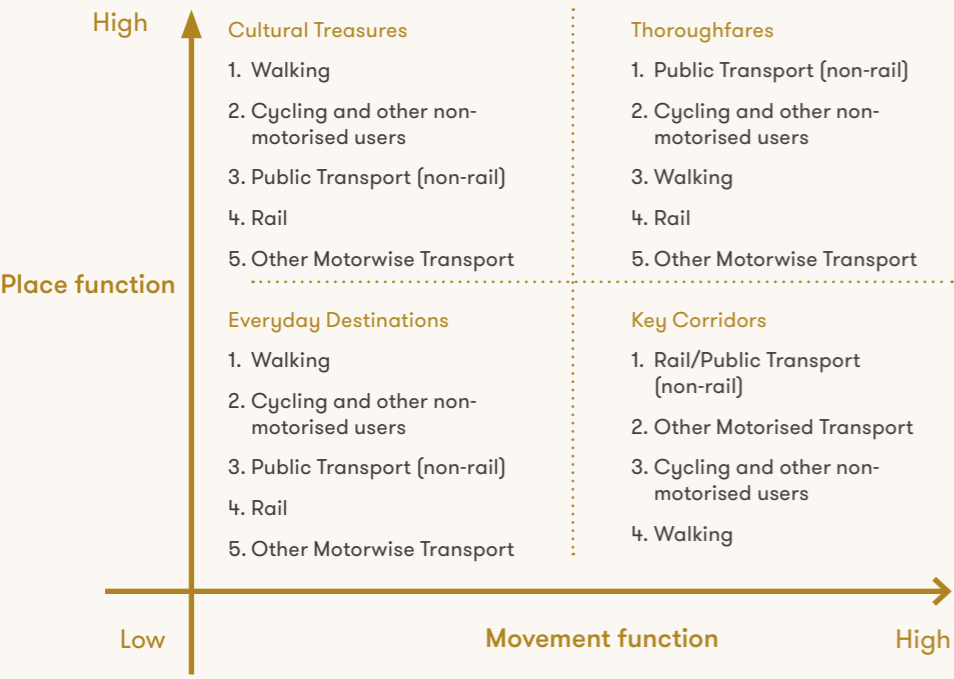 High
Cultural Treasures
1. Walking
2. Cycling and other non-
motorised users
3. Public Transport (non-rail)
4. Rail
5. Other Motorwise Transport
Thoroughfares
1. Public Transport (non-rail)
2. Cycling and other non-
motorised users
3. Walking
4. Rail
5. Other Motorwise Transport
Place function
Everyday Destinations
1. Walking
2. Cycling and other non-
motorised users
3. Public Transport (non-rail)
4. Rail
5. Other Motorwise Transport
Key Corridors
1. Rail/Public Transport
(non-rail)
2. Other Motorised Transport
3. Cycling and other non-
motorised users
4. Walking
Low
Movement function
High